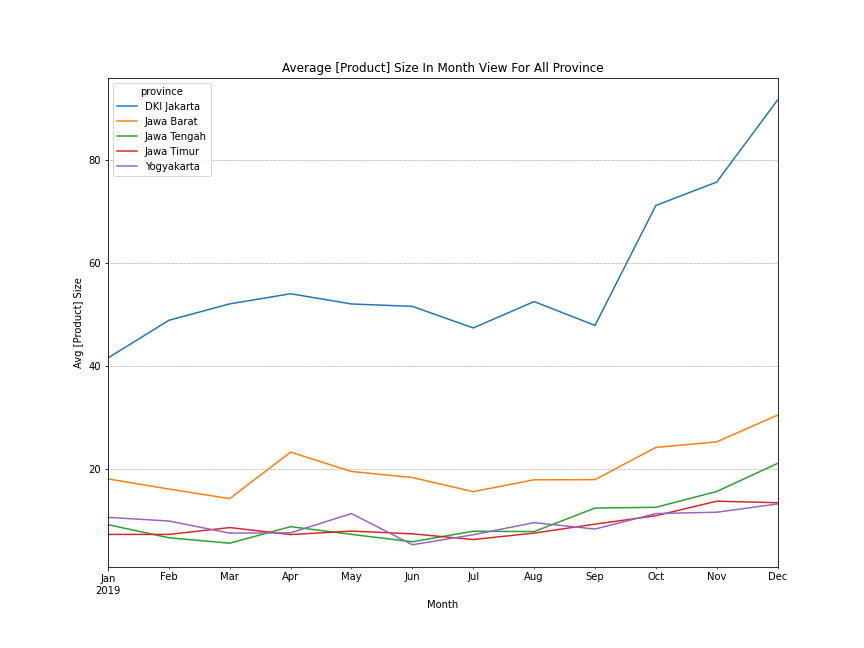 Average [Product] Size In Month View For All Province
province
DKI Jakarta
Jawa Barat
Jawa Tengah
Jawa Timur
Yogyakarta
80
60
40
20
Avg [Product] Size
Jan Feb Mar Apr May Jun Jul Aug Sep Oct Nov Dec
2019
Month